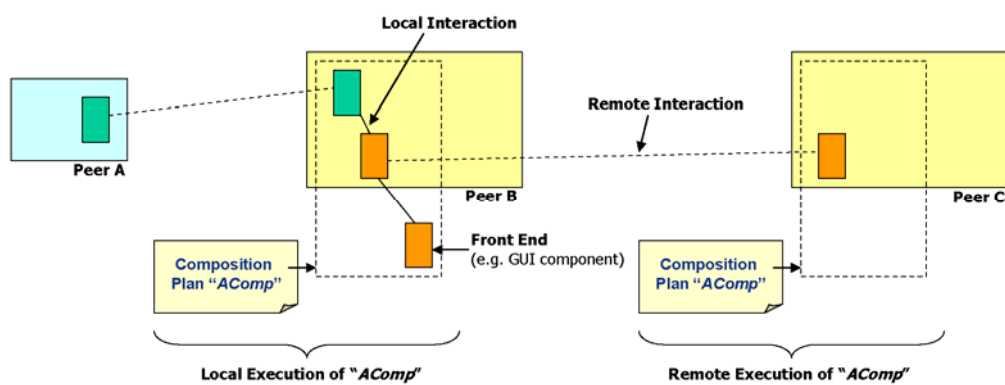 Local Interaction
Remote Interaction
Peer A
Peer B
Peer C
Front End
(e.g. GUI component)
Composition
Plan "AComp"
Composition
Plan "AComp"
Local Execution of "AComp"
Remote Execution of "AComp"